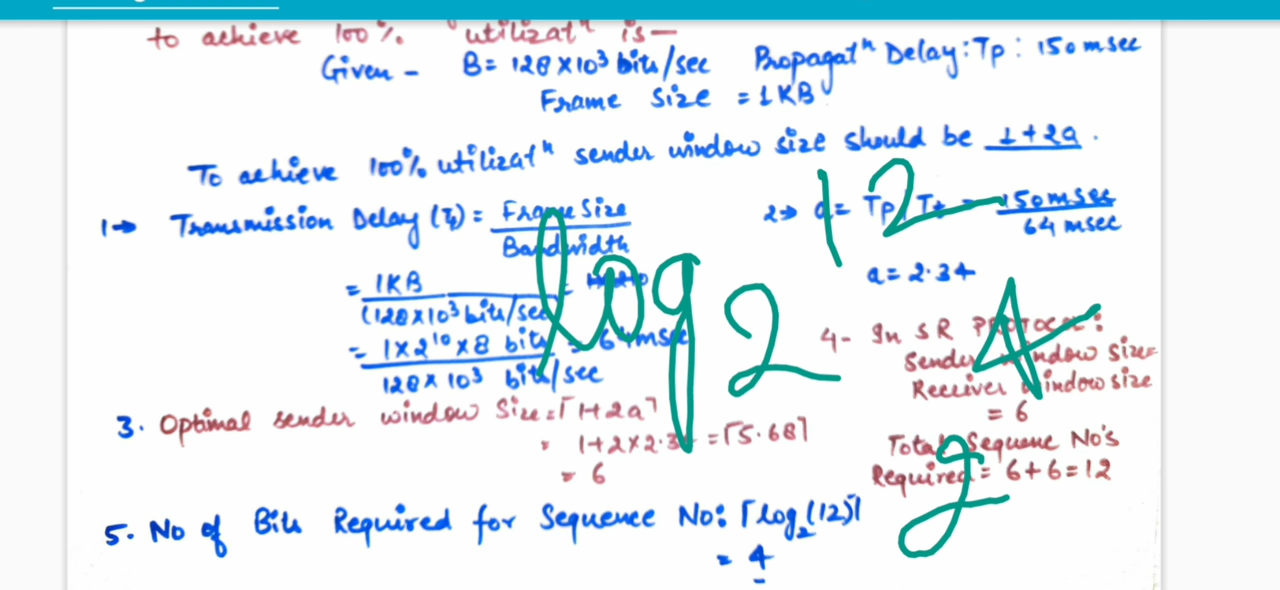 to achieve 100% utilizatⁿ is—
Given - B= 128 × 10³ bits/sec Propagatⁿ Delay: Tp: 150 msec
Frame Size = 1KB
To achieve 100% utilizatⁿ sender window size should be 1+2a.
1→ Transmission Delay (Tt) = Frame Size / Bandwidth
2→ a = Tp / Tt = 150msec / 64 msec
a = 2.34
= 1KB / (128×10³ bits/sec) =
= 1×2¹⁰×8 bits / 128×10³ bits/sec = 64msec
3. Optimal sender window Size = ⌈1+2a⌉
= 1+2×2.34 = ⌈5.68⌉
= 6
4- In SR PROTOCOL:
Sender window size=
Receiver window size
= 6
Total Sequene No's
Required = 6+6=12
5. No of Bits Required for Sequence No: ⌈log₂(12)⌉
= 4
log₂ 12
4